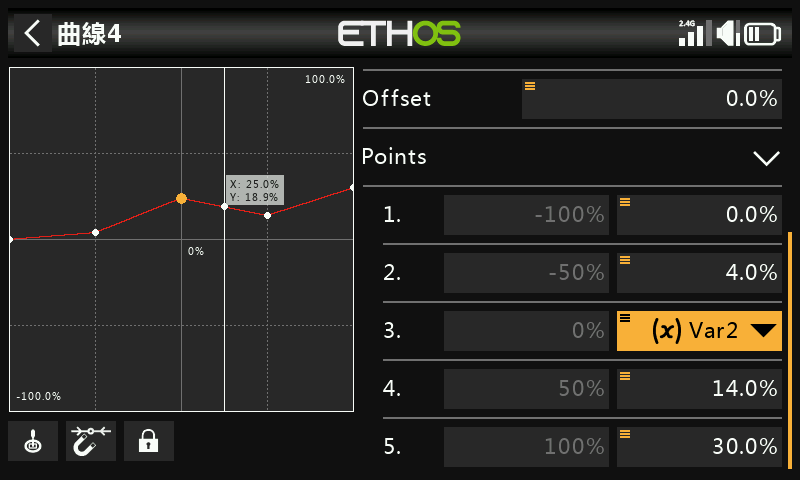 曲線4
ETHOS
2.4G
100.0%
X: 25.0%
Y: 18.9%
0%
-100.0%
Offset
0.0%
Points
1. -100% 0.0%
2. -50% 4.0%
3. 0% (x) Var2
4. 50% 14.0%
5. 100% 30.0%